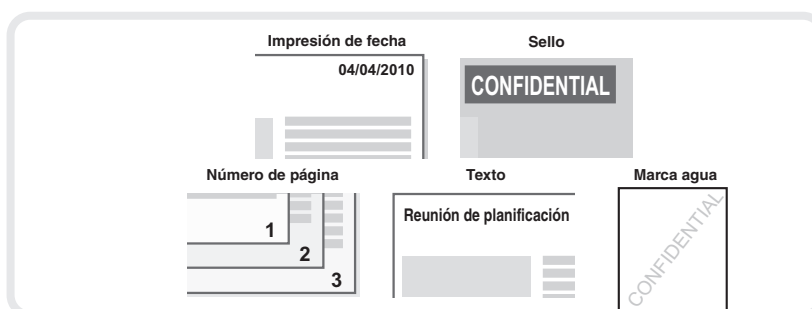 Impresión de fecha
Sello
04/04/2010
CONFIDENTIAL
Número de página
Texto
Marca agua
1
2
3
Reunión de planificación
CONFIDENTIAL